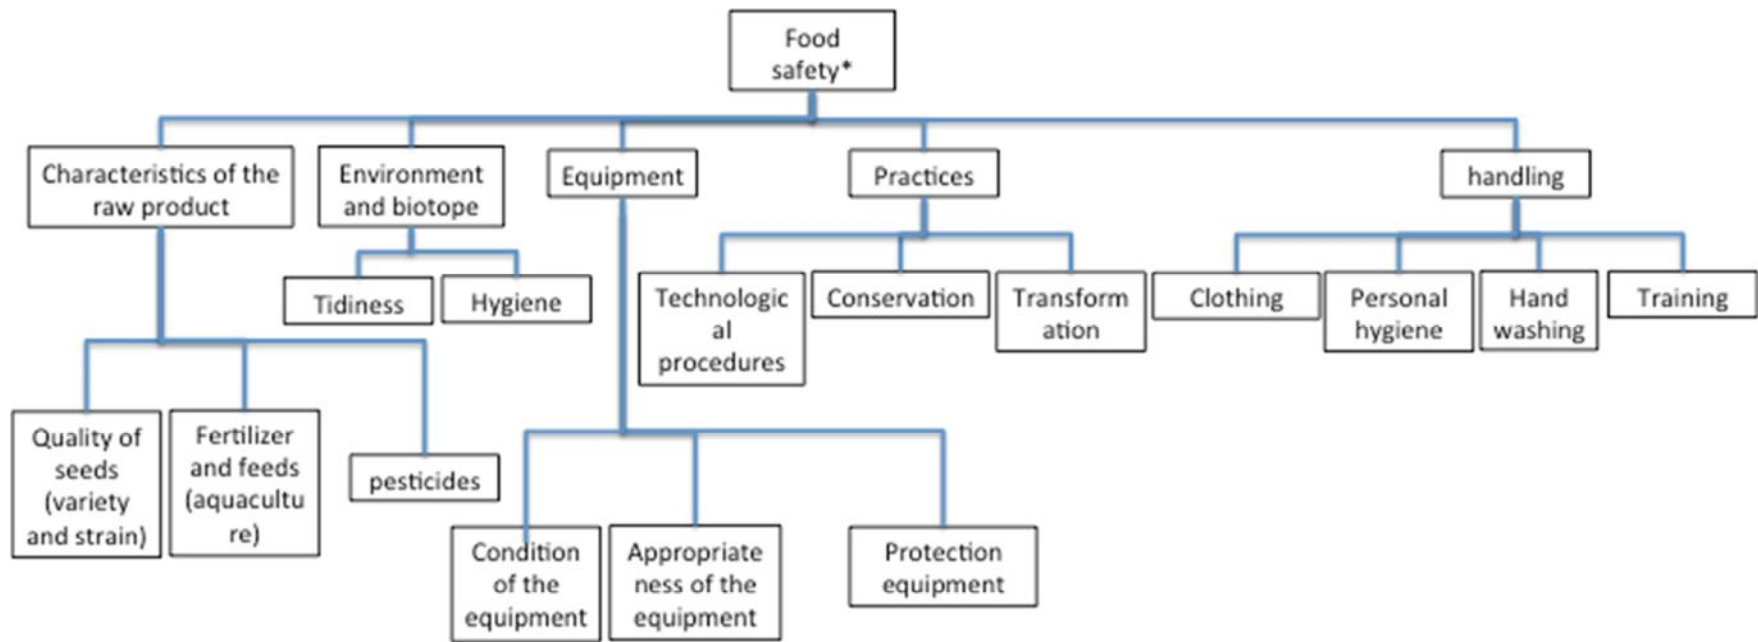 Food
safety*
Characteristics of the
raw product
Environment
and biotope
Equipment
Practices
handling
Tidiness
Hygiene
Technologic
al
procedures
Conservation
Transform
ation
Clothing
Personal
hygiene
Hand
washing
Training
Quality of
seeds
(variety
and strain)
Fertilizer
and feeds
(aquacultu
re)
pesticides
Condition
of the
equipment
Appropriate
ness of the
equipment
Protection
equipment